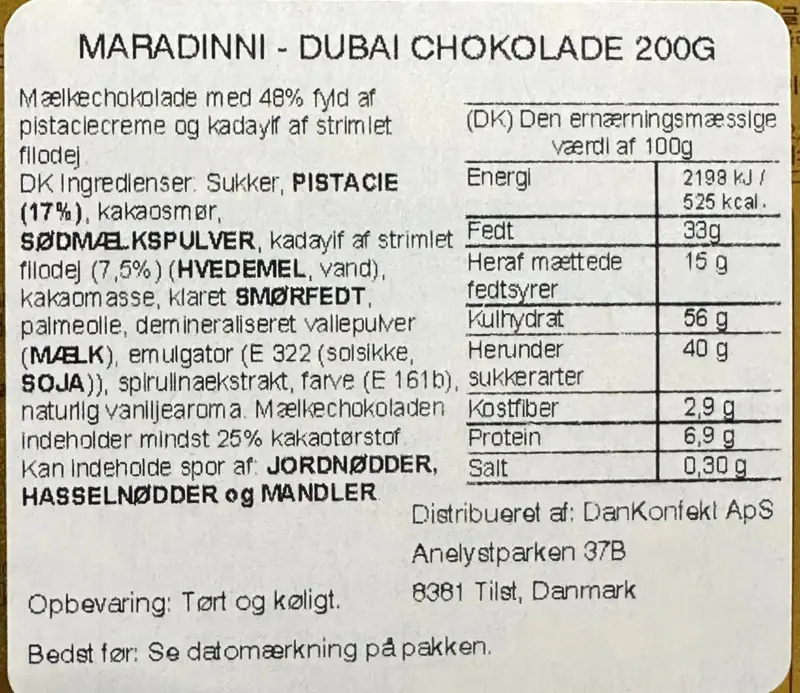 MARADINNI - DUBAI CHOKOLADE 200G
Mælkechokolade med 48% fyld af
pistaciecreme og kadayif af strimlet
filodej.
DK Ingredienser: Sukker, PISTACIE
(17%), kakaosmør,
SØDMÆLKSPULVER, kadayif af strimlet
filodej (7,5%) (HVEDEMEL, vand),
kakaomasse, klaret SMØRFEDT,
palmeolie, demineraliseret vallepulver
(MÆLK), emulgator (E 322 (solsikke,
SOJA)), spirulinaekstrakt, farve (E 161b),
naturlig vaniljearoma. Mælkechokoladen
indeholder mindst 25% kakaotørstof.
Kan indeholde spor af: JORDNØDDER,
HASSELNØDDER og MANDLER
(DK) Den ernærningsmæssige
værdi af 100g
Energi 2198 kJ /
525 kcal.
Fedt 33g
Heraf mættede 15 g
fedtsyrer
Kulhydrat 56 g
Herunder 40 g
sukkerarter
Kostfiber 2,9 g
Protein 6,9 g
Salt 0,30 g
Distribueret af: DanKonfekt ApS
Anelystparken 37B
8381 Tilst, Danmark
Opbevaring: Tørt og køligt.
Bedst før: Se datomærkning på pakken.